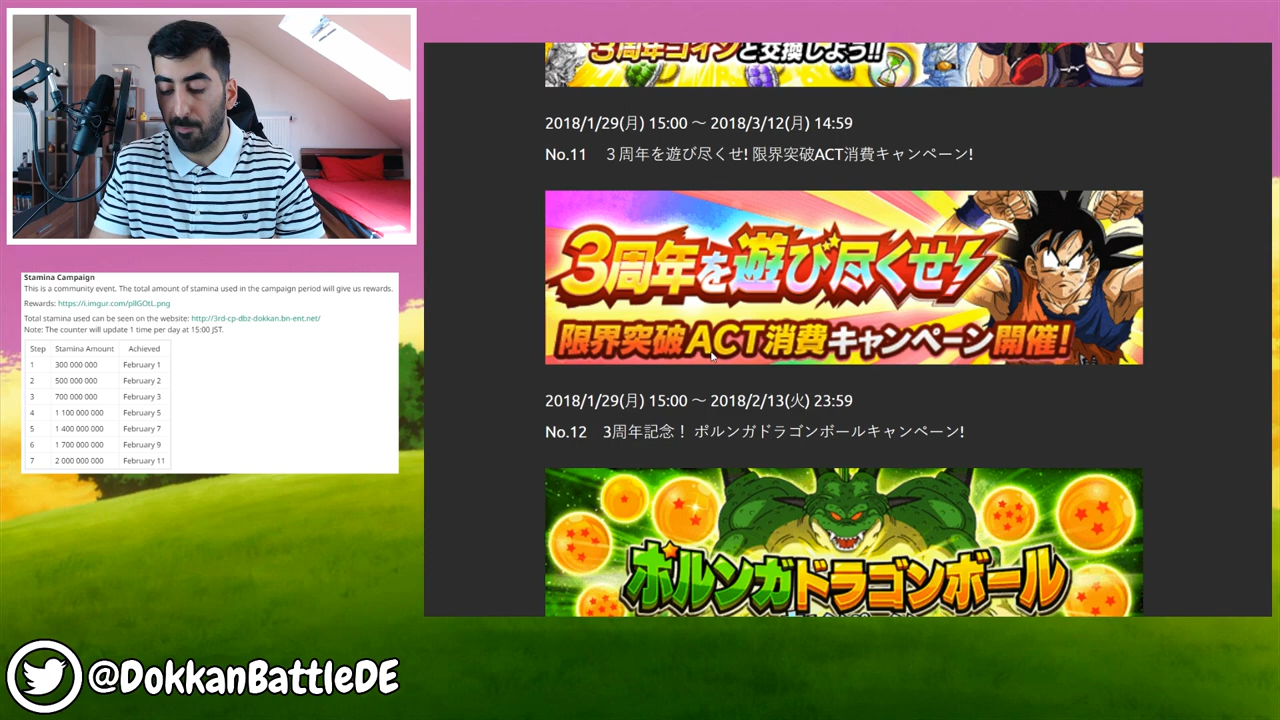 Stamina Campaign
This is a community event. The total amount of stamina used in the campaign period will give us rewards.
Rewards: https://i.imgur.com/pllGOtL.png
Total stamina used can be seen on the website: http://3rd-cp-dbz-dokkan.bn-ent.net/
Note: The counter will update 1 time per day at 15:00 JST.
Step Stamina Amount Achieved
1 300 000 000 February 1
2 500 000 000 February 2
3 700 000 000 February 3
4 1 100 000 000 February 5
5 1 400 000 000 February 7
6 1 700 000 000 February 9
7 2 000 000 000 February 11
@DokkanBattleDE
3周年コインと交換しよう!!
2018/1/29(月) 15:00 ～ 2018/3/12(月) 14:59
No.11　３周年を遊び尽くせ! 限界突破ACT消費キャンペーン!
3周年を遊び尽くせ!
限界突破ACT消費キャンペーン開催!
2018/1/29(月) 15:00 ～ 2018/2/13(火) 23:59
No.12　3周年記念！ ポルンガドラゴンボールキャンペーン!
ポルンガドラゴンボール